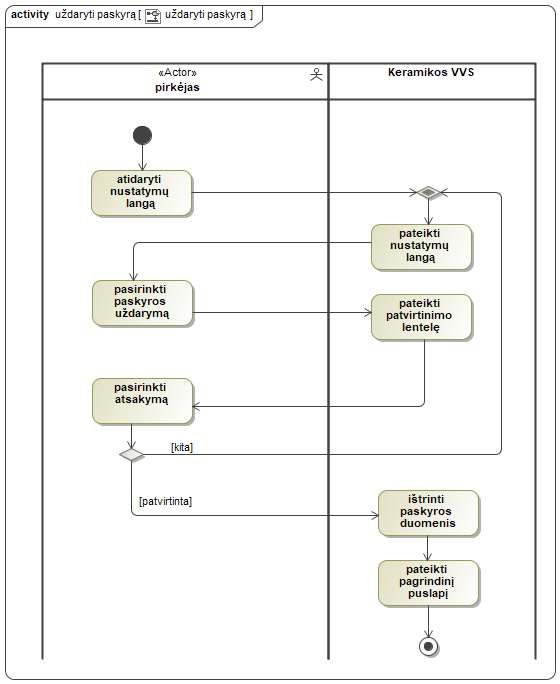 activity uždaryti paskyrą [ uždaryti paskyrą ]
«Actor»
pirkėjas
Keramikos VVS
atidaryti
nustatymų
langą
pateikti
nustatymų
langą
pasirinkti
paskyros
uždarymą
pateikti
patvirtinimo
lentelę
pasirinkti
atsakymą
[kita]
[patvirtinta]
ištrinti
paskyros
duomenis
pateikti
pagrindinį
puslapį